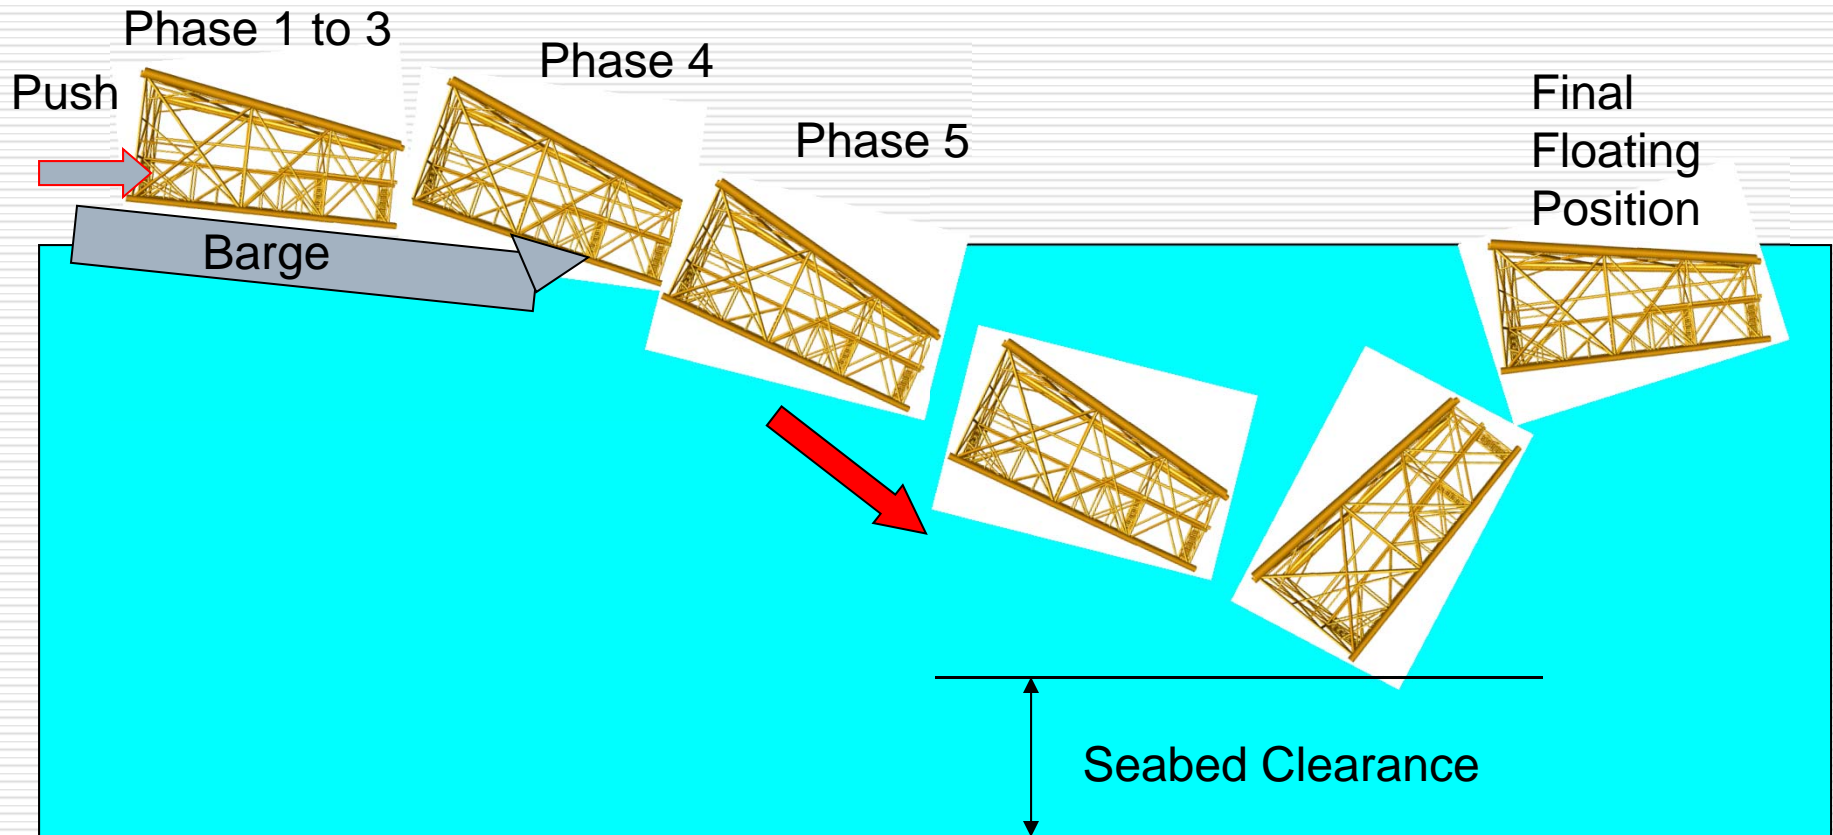 Phase 1 to 3
Phase 4
Push
Phase 5
Final
Floating
Position
Barge
Seabed Clearance